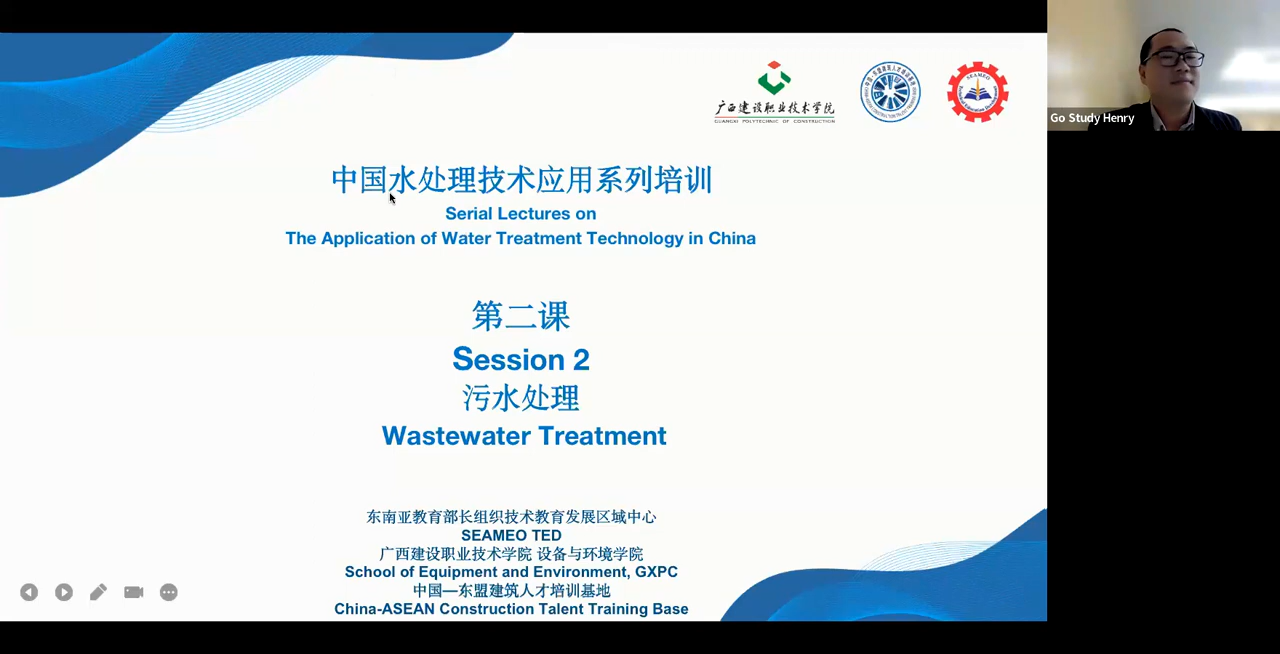 广西建设职业技术学院
GUANGXI POLYTECHNIC OF CONSTRUCTION
SEAMEO
Go Study Henry
中国水处理技术应用系列培训
Serial Lectures on
The Application of Water Treatment Technology in China
第二课
Session 2
污水处理
Wastewater Treatment
东南亚教育部长组织技术教育发展区域中心
SEAMEO TED
广西建设职业技术学院 设备与环境学院
School of Equipment and Environment, GXPC
中国—东盟建筑人才培训基地
China-ASEAN Construction Talent Training Base